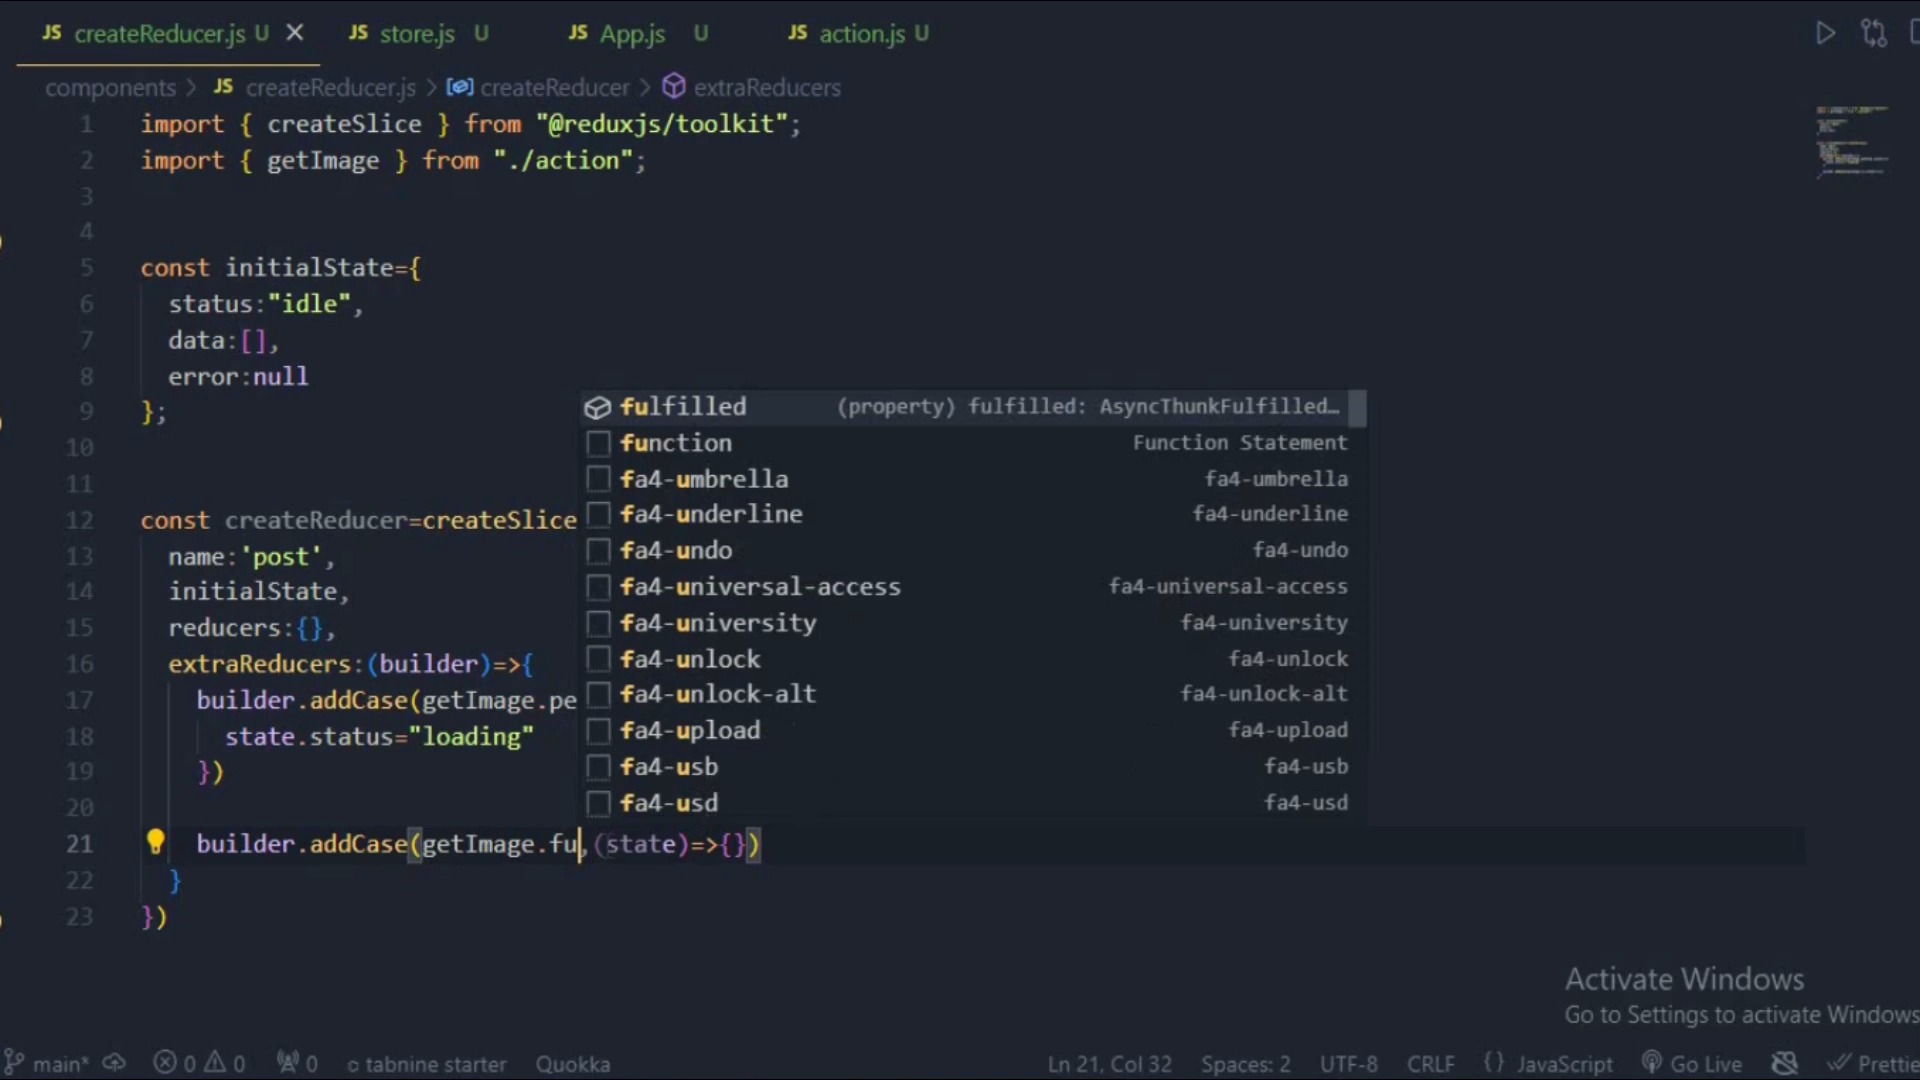 JS createReducer.js U JS store.js U JS App.js U JS action.js U
components > JS createReducer.js > createReducer > extraReducers
1 import { createSlice } from "@reduxjs/toolkit";
2 import { getImage } from "./action";
3
4
5 const initialState={
6 status:"idle",
7 data:[],
8 error:null
9 };
10
11
12 const createReducer=createSlice
13 name:'post',
14 initialState,
15 reducers:{},
16 extraReducers:(builder)=>{
17 builder.addCase(getImage.pe
18 state.status="loading"
19 })
20
21 builder.addCase(getImage.fu,(state)=>{})
22 }
23 })
fulfilled (property) fulfilled: AsyncThunkFulfilled…
function Function Statement
fa4-umbrella fa4-umbrella
fa4-underline fa4-underline
fa4-undo fa4-undo
fa4-universal-access fa4-universal-access
fa4-university fa4-university
fa4-unlock fa4-unlock
fa4-unlock-alt fa4-unlock-alt
fa4-upload fa4-upload
fa4-usb fa4-usb
fa4-usd fa4-usd
Activate Windows
Go to Settings to activate Windows
main* 0 0 0 tabnine starter Quokka Ln 21, Col 32 Spaces: 2 UTF-8 CRLF {} JavaScript Go Live Prettie